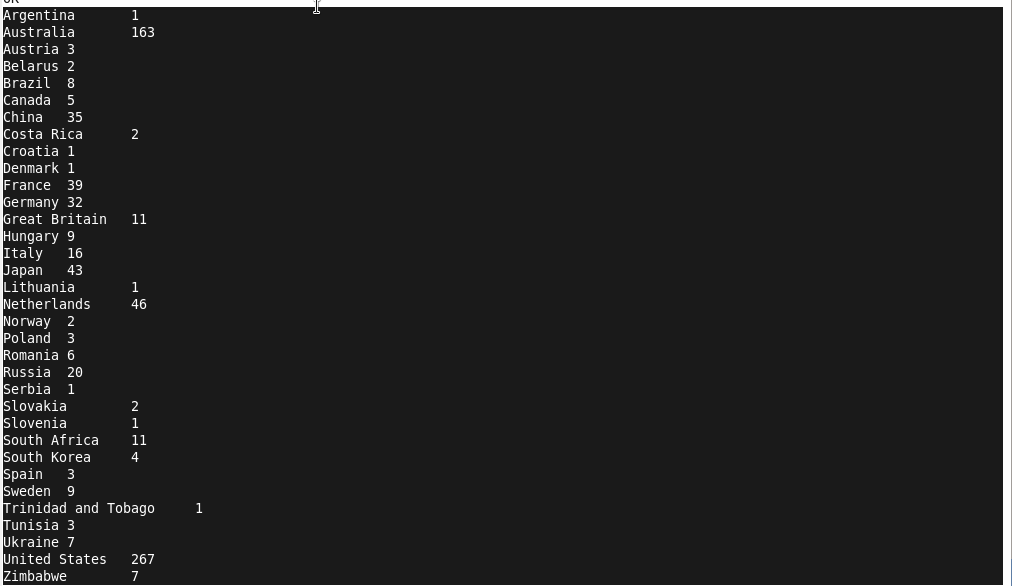 OK
Argentina	1
Australia	163
Austria	3
Belarus	2
Brazil	8
Canada	5
China	35
Costa Rica	2
Croatia	1
Denmark	1
France	39
Germany	32
Great Britain	11
Hungary	9
Italy	16
Japan	43
Lithuania	1
Netherlands	46
Norway	2
Poland	3
Romania	6
Russia	20
Serbia	1
Slovakia	2
Slovenia	1
South Africa	11
South Korea	4
Spain	3
Sweden	9
Trinidad and Tobago	1
Tunisia	3
Ukraine	7
United States	267
Zimbabwe	7